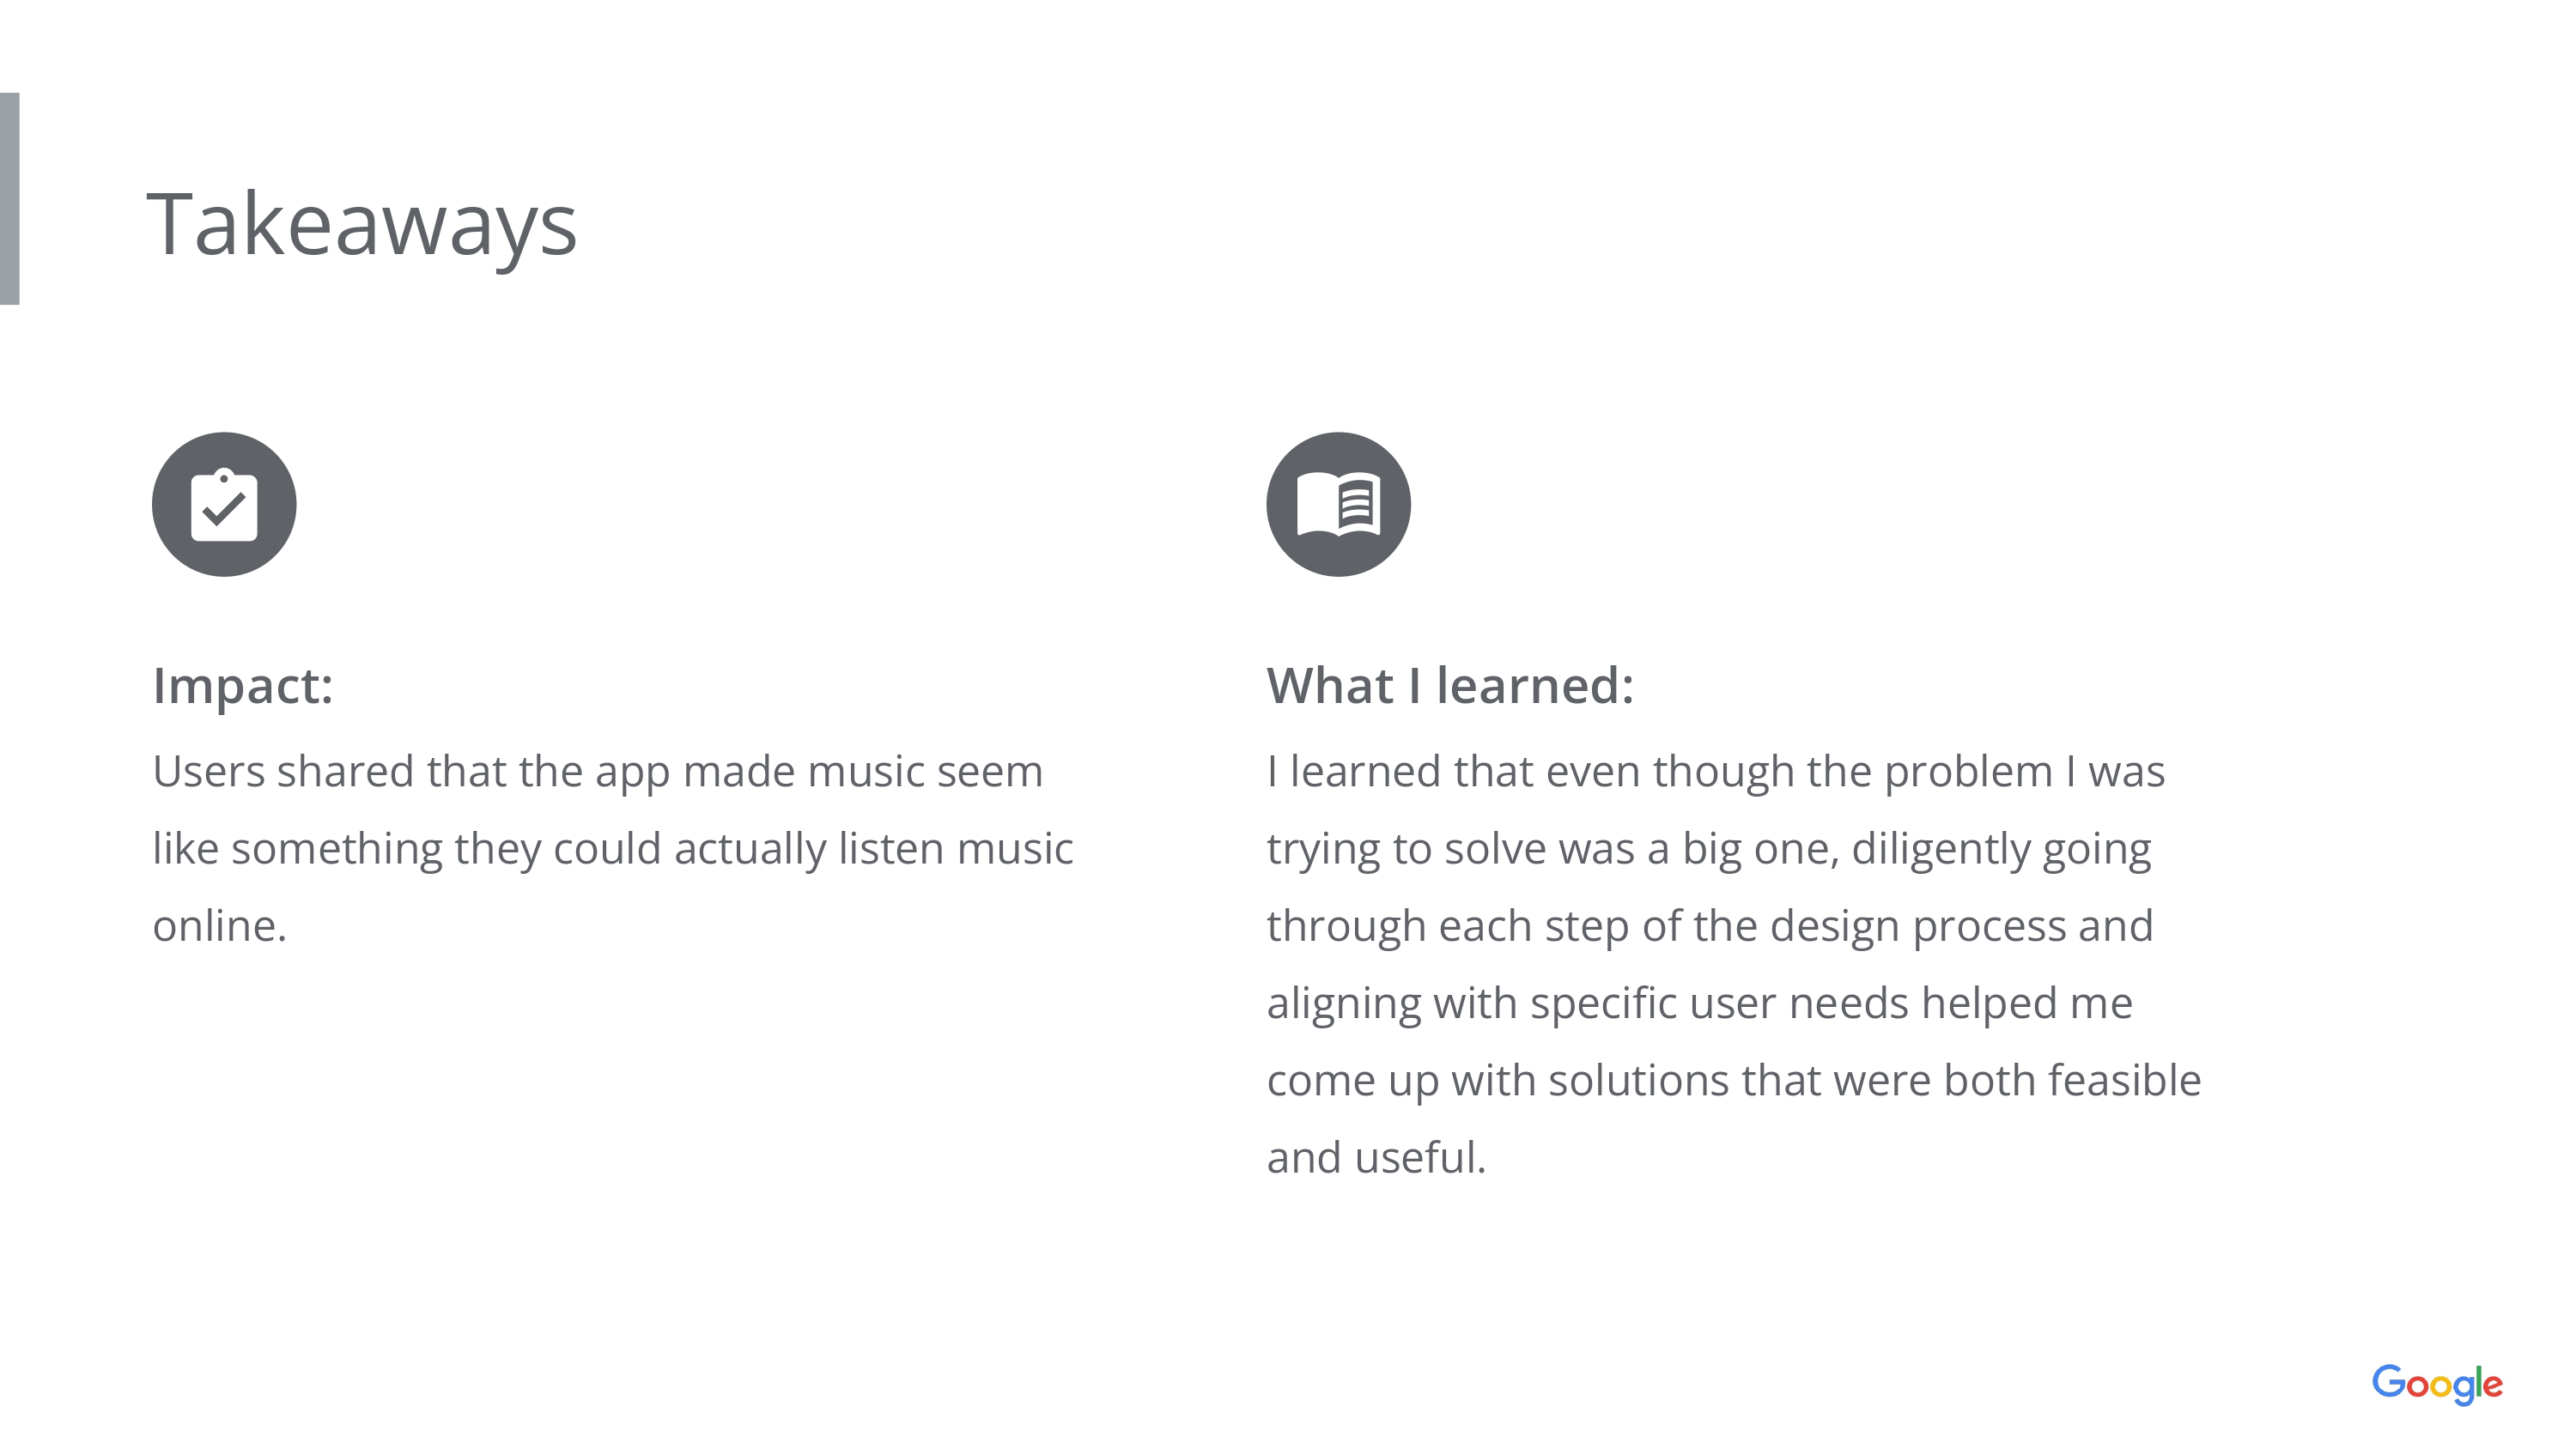 Takeaways
Impact:
Users shared that the app made music seem
like something they could actually listen music
online.
What I learned:
I learned that even though the problem I was
trying to solve was a big one, diligently going
through each step of the design process and
aligning with specific user needs helped me
come up with solutions that were both feasible
and useful.
Google